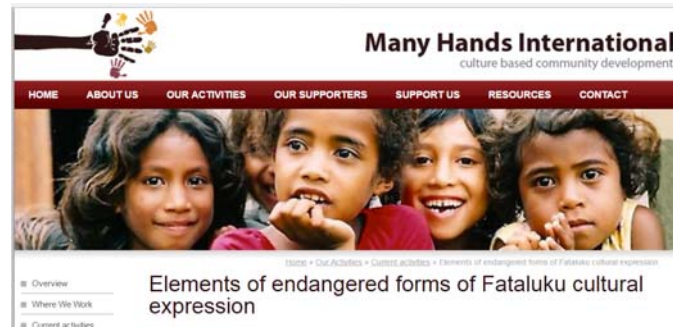 Many Hands International
culture based community development
HOME ABOUT US OUR ACTIVITIES OUR SUPPORTERS SUPPORT US RESOURCES CONTACT
Home » Our Activities » Current activities » Elements of endangered forms of Fataluku cultural expression
Overview
Where We Work
Current activities
Elements of endangered forms of Fataluku cultural
expression